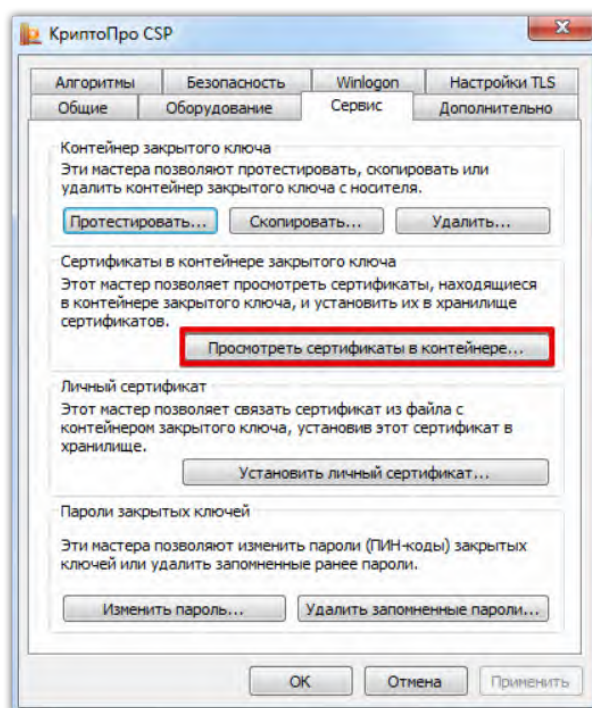 КриптоПро CSP
Алгоритмы Безопасность Winlogon Настройки TLS
Общие Оборудование Сервис Дополнительно
Контейнер закрытого ключа
Эти мастера позволяют протестировать, скопировать или
удалить контейнер закрытого ключа с носителя.
Протестировать... Скопировать... Удалить...
Сертификаты в контейнере закрытого ключа
Этот мастер позволяет просмотреть сертификаты, находящиеся
в контейнере закрытого ключа, и установить их в хранилище
сертификатов.
Просмотреть сертификаты в контейнере...
Личный сертификат
Этот мастер позволяет связать сертификат из файла с
контейнером закрытого ключа, установив этот сертификат в
хранилище.
Установить личный сертификат...
Пароли закрытых ключей
Эти мастера позволяют изменить пароли (ПИН-коды) закрытых
ключей или удалить запомненные ранее пароли.
Изменить пароль... Удалить запомненные пароли...
ОК Отмена Применить